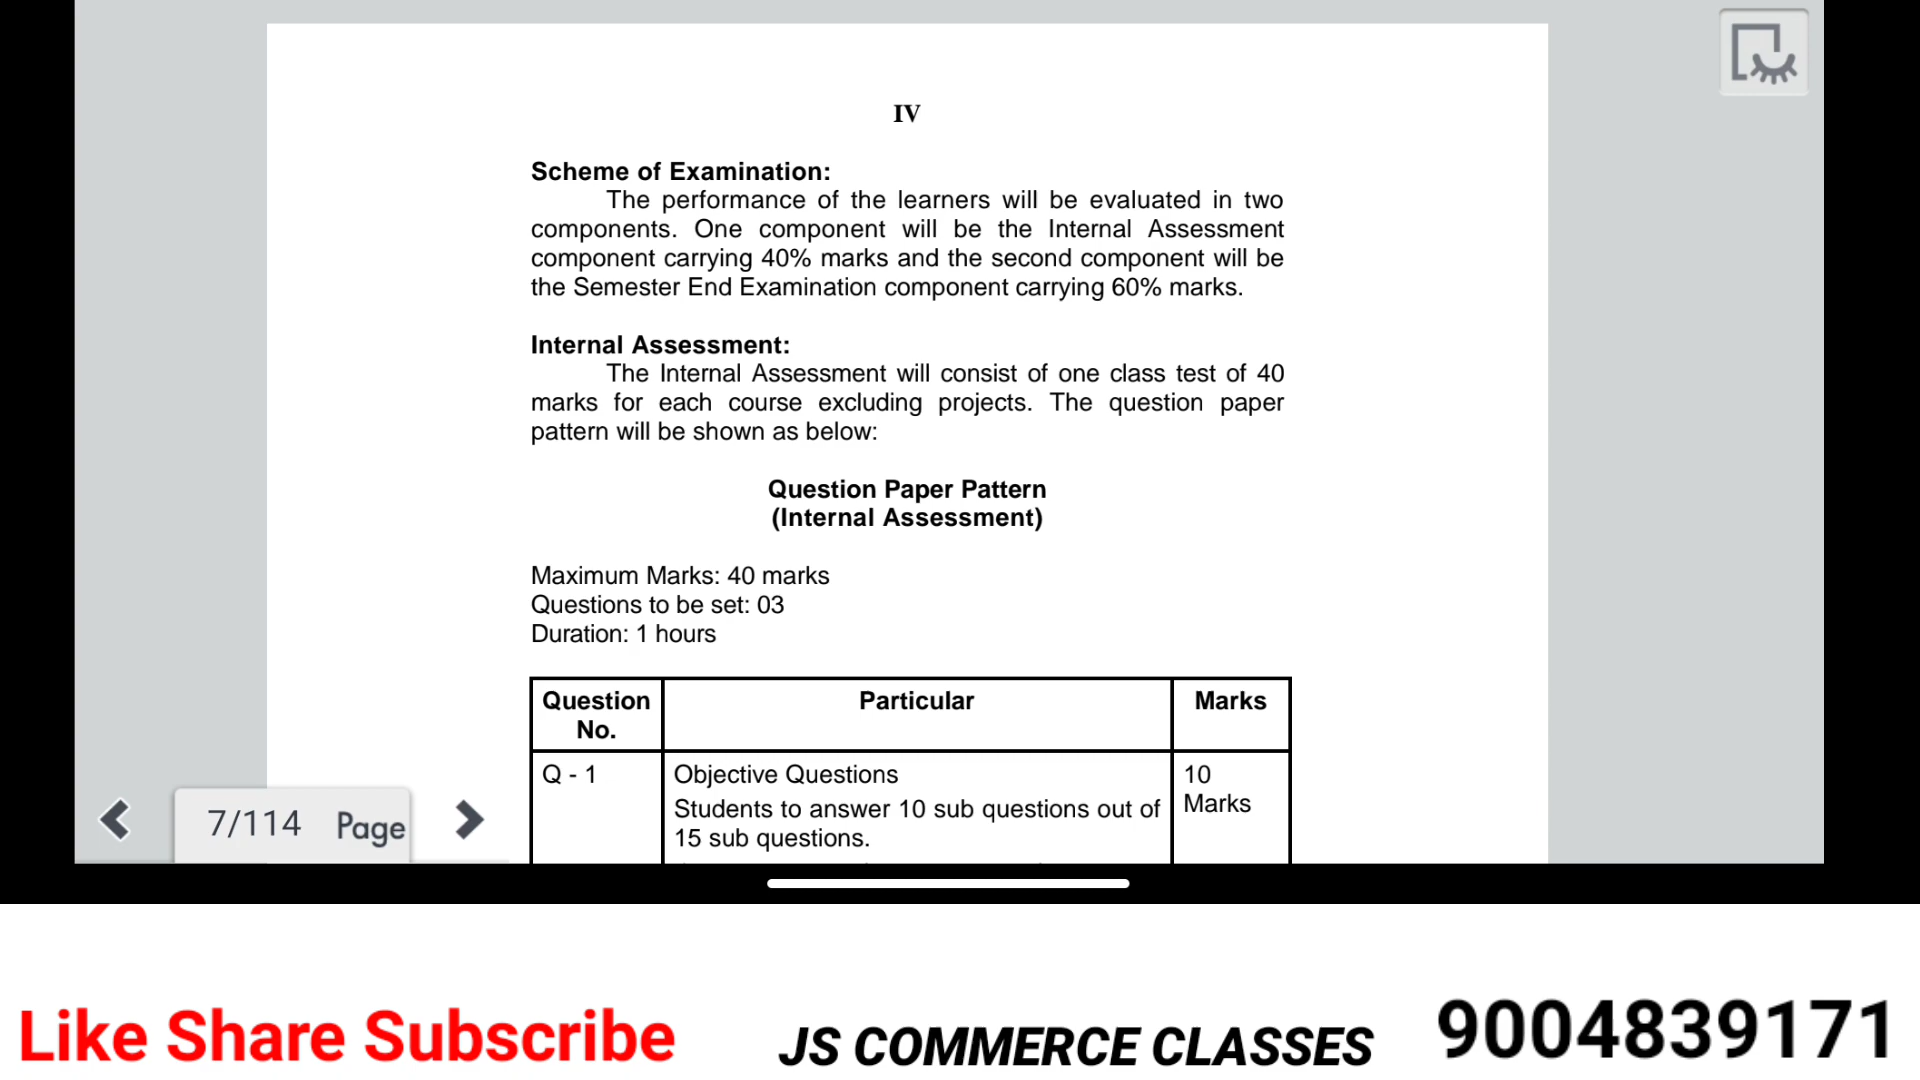 IV
Scheme of Examination:
The performance of the learners will be evaluated in two
components. One component will be the Internal Assessment
component carrying 40% marks and the second component will be
the Semester End Examination component carrying 60% marks.
Internal Assessment:
The Internal Assessment will consist of one class test of 40
marks for each course excluding projects. The question paper
pattern will be shown as below:
Question Paper Pattern
(Internal Assessment)
Maximum Marks: 40 marks
Questions to be set: 03
Duration: 1 hours
Question No. Particular Marks
Q - 1 Objective Questions 10 Marks
Students to answer 10 sub questions out of
15 sub questions.
7/114 Page
Like Share Subscribe JS COMMERCE CLASSES 9004839171